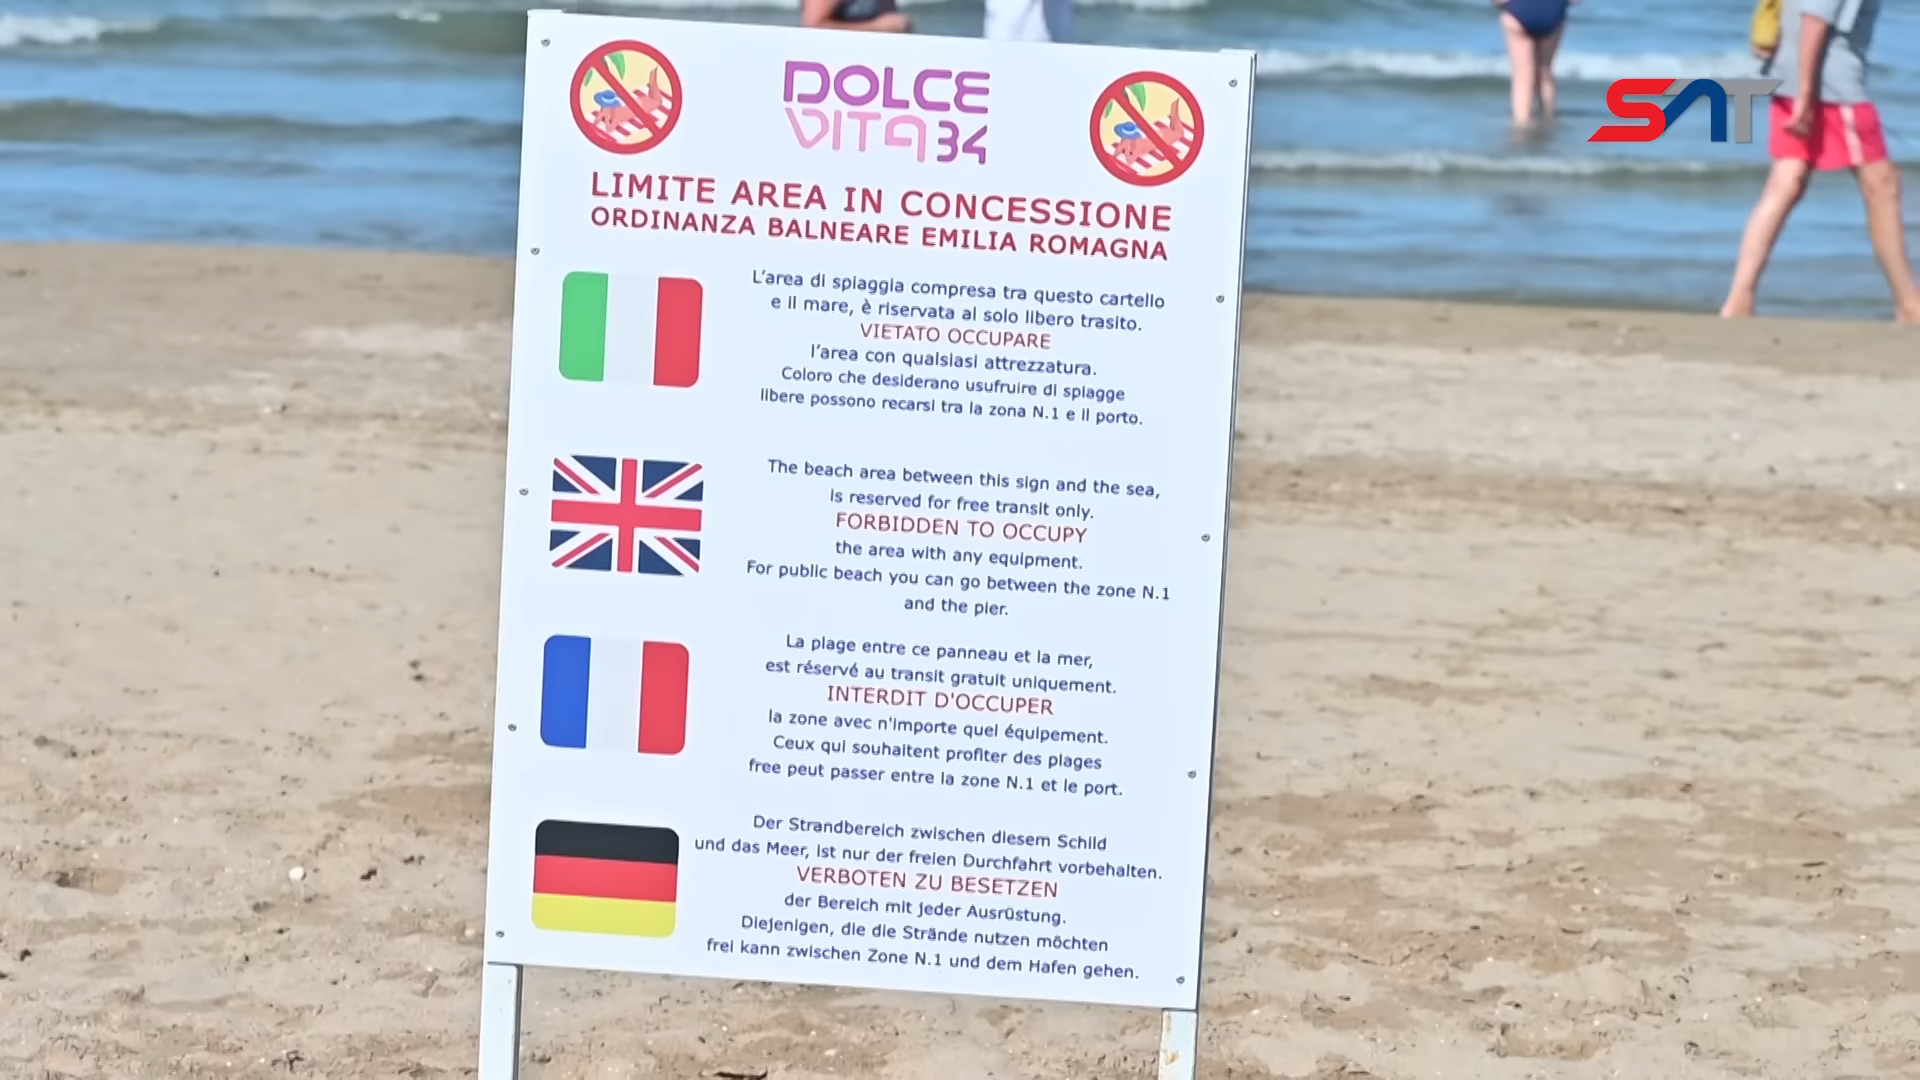 SNT
DOLCE
VITA 34
LIMITE AREA IN CONCESSIONE
ORDINANZA BALNEARE EMILIA ROMAGNA
L'area di spiaggia compresa tra questo cartello
e il mare, è riservata al solo libero trasito.
VIETATO OCCUPARE
l'area con qualsiasi attrezzatura.
Coloro che desiderano usufruire di spiagge
libere possono recarsi tra la zona N.1 e il porto.
The beach area between this sign and the sea,
is reserved for free transit only.
FORBIDDEN TO OCCUPY
the area with any equipment.
For public beach you can go between the zone N.1
and the pier.
La plage entre ce panneau et la mer,
est réservé au transit gratuit uniquement.
INTERDIT D'OCCUPER
la zone avec n'importe quel équipement.
Ceux qui souhaitent profiter des plages
free peut passer entre la zone N.1 et le port.
Der Strandbereich zwischen diesem Schild
und das Meer, ist nur der freien Durchfahrt vorbehalten.
VERBOTEN ZU BESETZEN
der Bereich mit jeder Ausrüstung.
Diejenigen, die die Strände nutzen möchten
frei kann zwischen Zone N.1 und dem Hafen gehen.